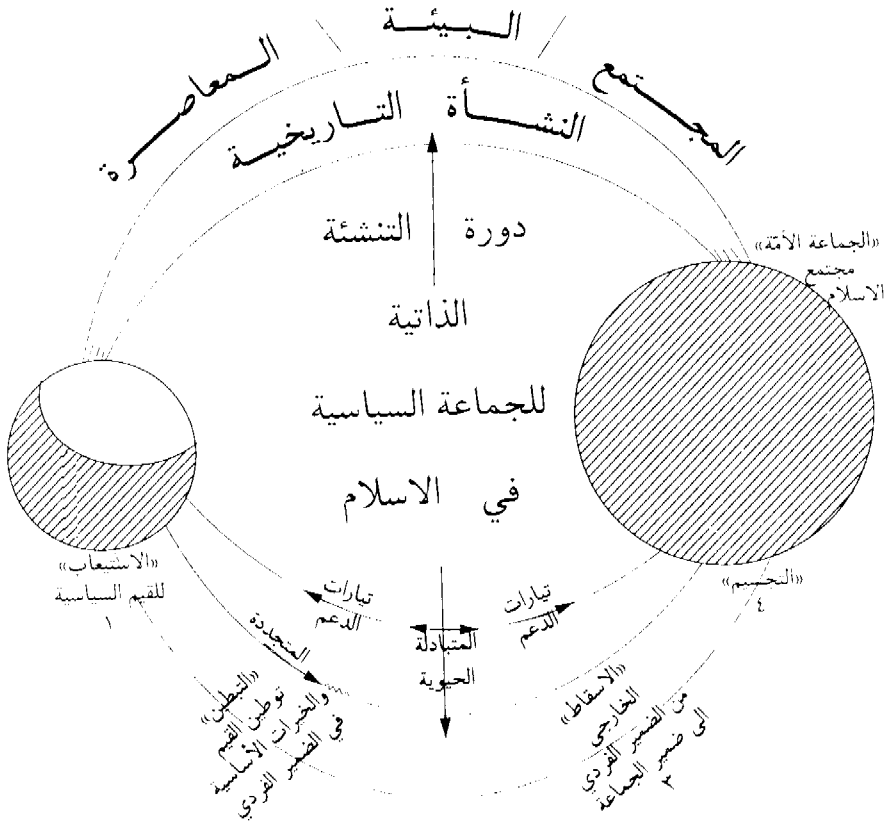 البيئة
المجتمع
المعاصرة
النشأة التاريخية
دورة التنشئة
الذاتية
للجماعة السياسية
في الاسلام
«الجماعة الأمّة»
مجتمع
الاسلام
«الاستيعاب»
للقيم السياسية
١
«التجسيم»
٤
تيارات
الدعم
تيارات
الدعم
المتبادلة
الحيوية
المتجددة
«التبطين»
توطين القيم
والخبرات الأساسية
في الضمير الفردي
«الاسقاط»
الخارجي
من الضمير الفردي
الى ضمير الجماعة
٣